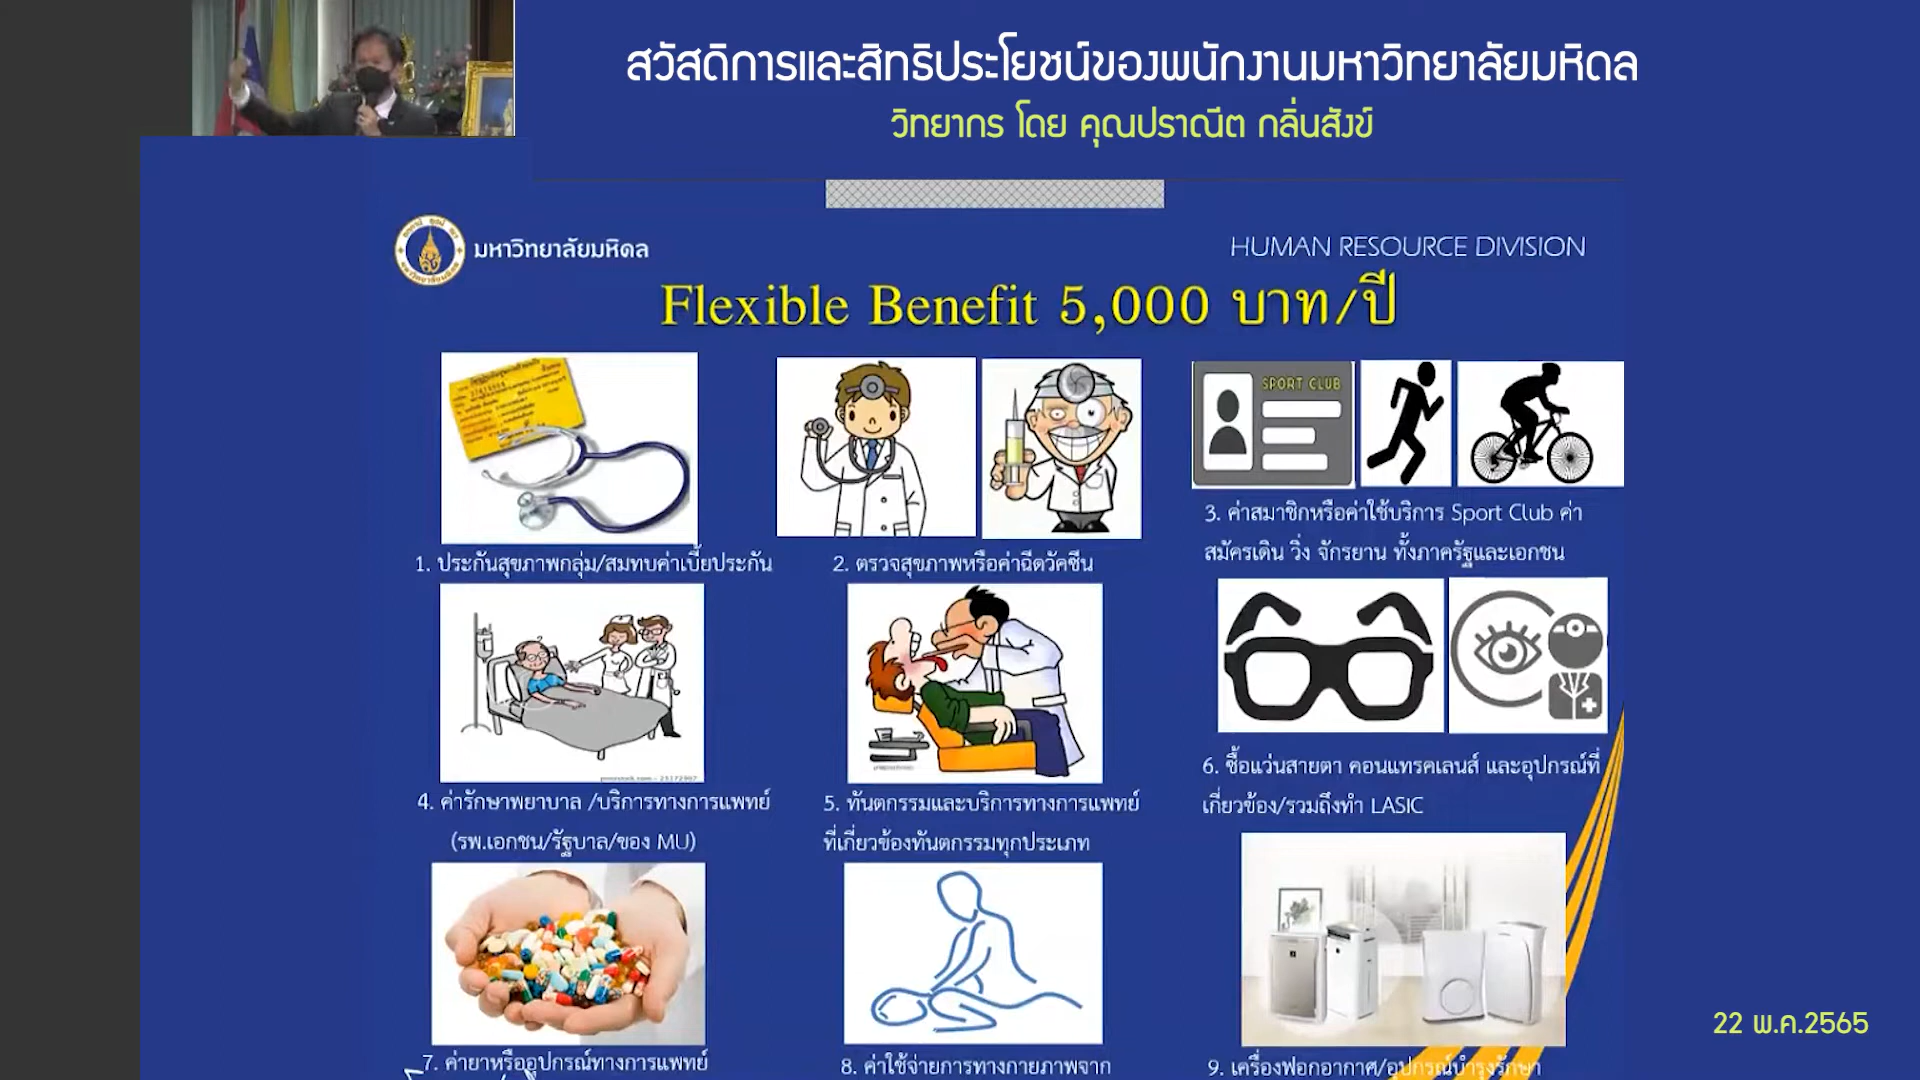 สวัสดิการและสิทธิประโยชน์ของพนักงานมหาวิทยาลัยมหิดล
วิทยากร โดย คุณปราณีต กลิ่นสังข์
มหาวิทยาลัยมหิดล
HUMAN RESOURCE DIVISION
Flexible Benefit 5,000 บาท/ปี
SPORT CLUB
1. ประกันสุขภาพกลุ่ม/สมทบค่าเบี้ยประกัน
2. ตรวจสุขภาพหรือค่าฉีดวัคซีน
3. ค่าสมาชิกหรือค่าใช้บริการ Sport Club ค่า
สมัครเดิน วิ่ง จักรยาน ทั้งภาครัฐและเอกชน
4. ค่ารักษาพยาบาล /บริการทางการแพทย์
(รพ.เอกชน/รัฐบาล/ของ MU)
5. ทันตกรรมและบริการทางการแพทย์
ที่เกี่ยวข้องทันตกรรมทุกประเภท
6. ซื้อแว่นสายตา คอนแทรคเลนส์ และอุปกรณ์ที่
เกี่ยวข้อง/รวมถึงทำ LASIC
7. ค่ายาหรืออุปกรณ์ทางการแพทย์
8. ค่าใช้จ่ายการทางกายภาพจาก
9. เครื่องฟอกอากาศ/อุปกรณ์บำรุงรักษา
22 พ.ค.2565